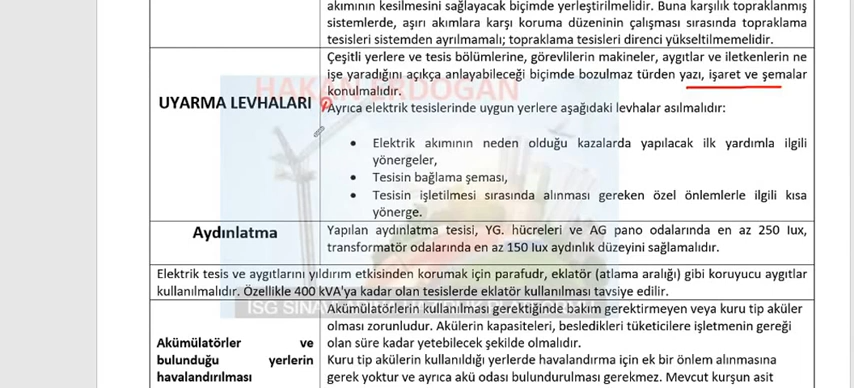 akımının kesilmesini sağlayacak biçimde yerleştirilmelidir. Buna karşılık topraklanmış
sistemlerde, aşırı akımlara karşı koruma düzeninin çalışması sırasında topraklama
tesisleri sistemden ayrılmamalı; topraklama tesisleri direnci yükseltilmemelidir.
UYARMA LEVHALARI
Çeşitli yerlere ve tesis bölümlerine, görevlilerin makineler, aygıtlar ve iletkenlerin ne
işe yaradığını açıkça anlayabileceği biçimde bozulmaz türden yazı, işaret ve şemalar
konulmalıdır.
Ayrıca elektrik tesislerinde uygun yerlere aşağıdaki levhalar asılmalıdır:
• Elektrik akımının neden olduğu kazalarda yapılacak ilk yardımla ilgili
yönergeler,
• Tesisin bağlama şeması,
• Tesisin işletilmesi sırasında alınması gereken özel önlemlerle ilgili kısa
yönerge.
HAKAN ERDOĞAN
Aydınlatma
Yapılan aydınlatma tesisi, YG. hücreleri ve AG pano odalarında en az 250 Iux,
transformatör odalarında en az 150 Iux aydınlık düzeyini sağlamalıdır.
Elektrik tesis ve aygıtlarını yıldırım etkisinden korumak için parafudr, eklatör (atlama aralığı) gibi koruyucu aygıtlar
kullanılmalıdır. Özellikle 400 kVA'ya kadar olan tesislerde eklatör kullanılması tavsiye edilir.
Akümülatörler ve
bulunduğu yerlerin
havalandırılması
Akümülatörlerin kullanılması gerektiğinde bakım gerektirmeyen veya kuru tip aküler
olması zorunludur. Akülerin kapasiteleri, besledikleri tüketicilere işletmenin gereği
olan süre kadar yetebilecek şekilde olmalıdır.
Kuru tip akülerin kullanıldığı yerlerde havalandırma için ek bir önlem alınmasına
gerek yoktur ve ayrıca akü odası bulundurulması gerekmez. Mevcut kurşun asit